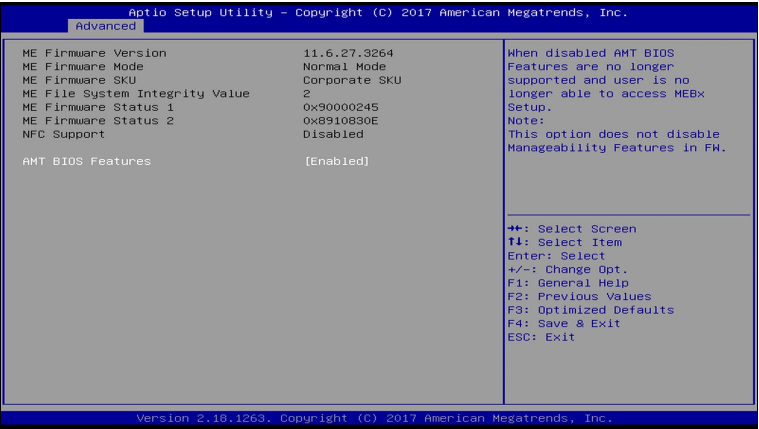 Aptio Setup Utility – Copyright (C) 2017 American Megatrends, Inc.
Advanced
ME Firmware Version 11.6.27.3264
ME Firmware Mode Normal Mode
ME Firmware SKU Corporate SKU
ME File System Integrity Value 2
ME Firmware Status 1 0x90000245
ME Firmware Status 2 0x8910830E
NFC Support Disabled
AMT BIOS Features [Enabled]
When disabled AMT BIOS
Features are no longer
supported and user is no
longer able to access MEBx
Setup.
Note:
This option does not disable
Manageability Features in FW.
→←: Select Screen
↑↓: Select Item
Enter: Select
+/-: Change Opt.
F1: General Help
F2: Previous Values
F3: Optimized Defaults
F4: Save & Exit
ESC: Exit
Version 2.18.1263. Copyright (C) 2017 American Megatrends, Inc.